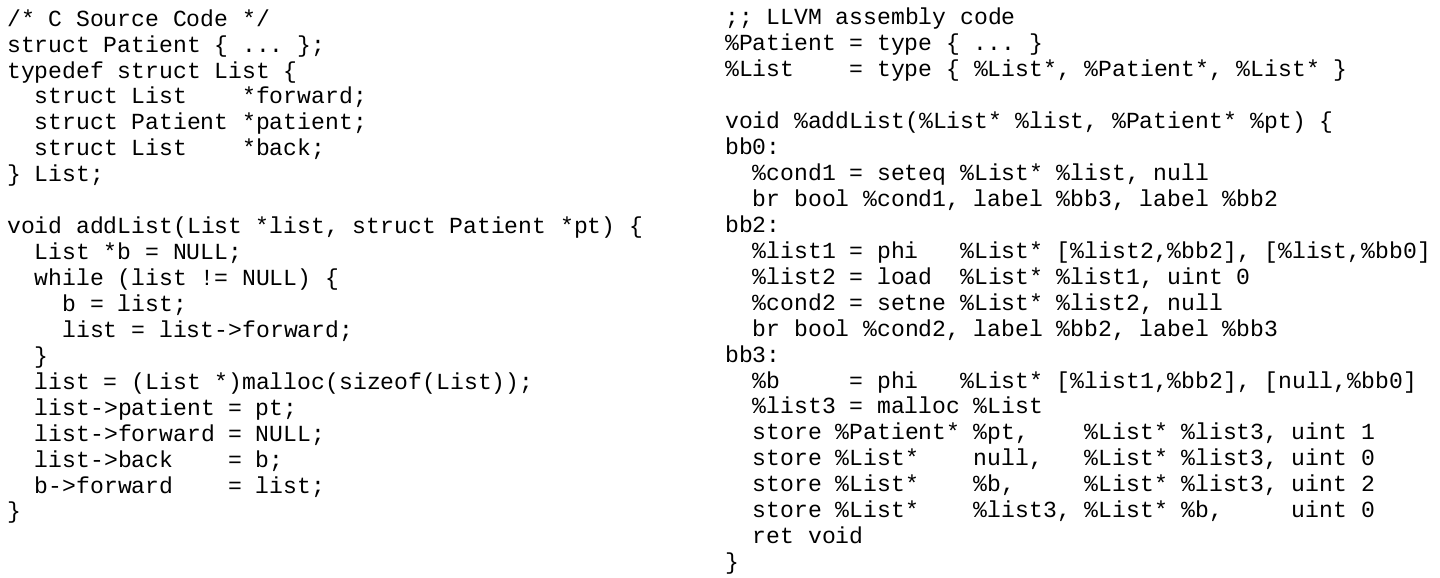 /* C Source Code */
struct Patient { ... };
typedef struct List {
  struct List    *forward;
  struct Patient *patient;
  struct List    *back;
} List;

void addList(List *list, struct Patient *pt) {
  List *b = NULL;
  while (list != NULL) {
    b = list;
    list = list->forward;
  }
  list = (List *)malloc(sizeof(List));
  list->patient = pt;
  list->forward = NULL;
  list->back    = b;
  b->forward    = list;
}

;; LLVM assembly code
%Patient = type { ... }
%List    = type { %List*, %Patient*, %List* }

void %addList(%List* %list, %Patient* %pt) {
bb0:
  %cond1 = seteq %List* %list, null
  br bool %cond1, label %bb3, label %bb2
bb2:
  %list1 = phi   %List* [%list2,%bb2], [%list,%bb0]
  %list2 = load  %List* %list1, uint 0
  %cond2 = setne %List* %list2, null
  br bool %cond2, label %bb2, label %bb3
bb3:
  %b     = phi   %List* [%list1,%bb2], [null,%bb0]
  %list3 = malloc %List
  store %Patient* %pt,    %List* %list3, uint 1
  store %List*    null,   %List* %list3, uint 0
  store %List*    %b,     %List* %list3, uint 2
  store %List*    %list3, %List* %b,     uint 0
  ret void
}